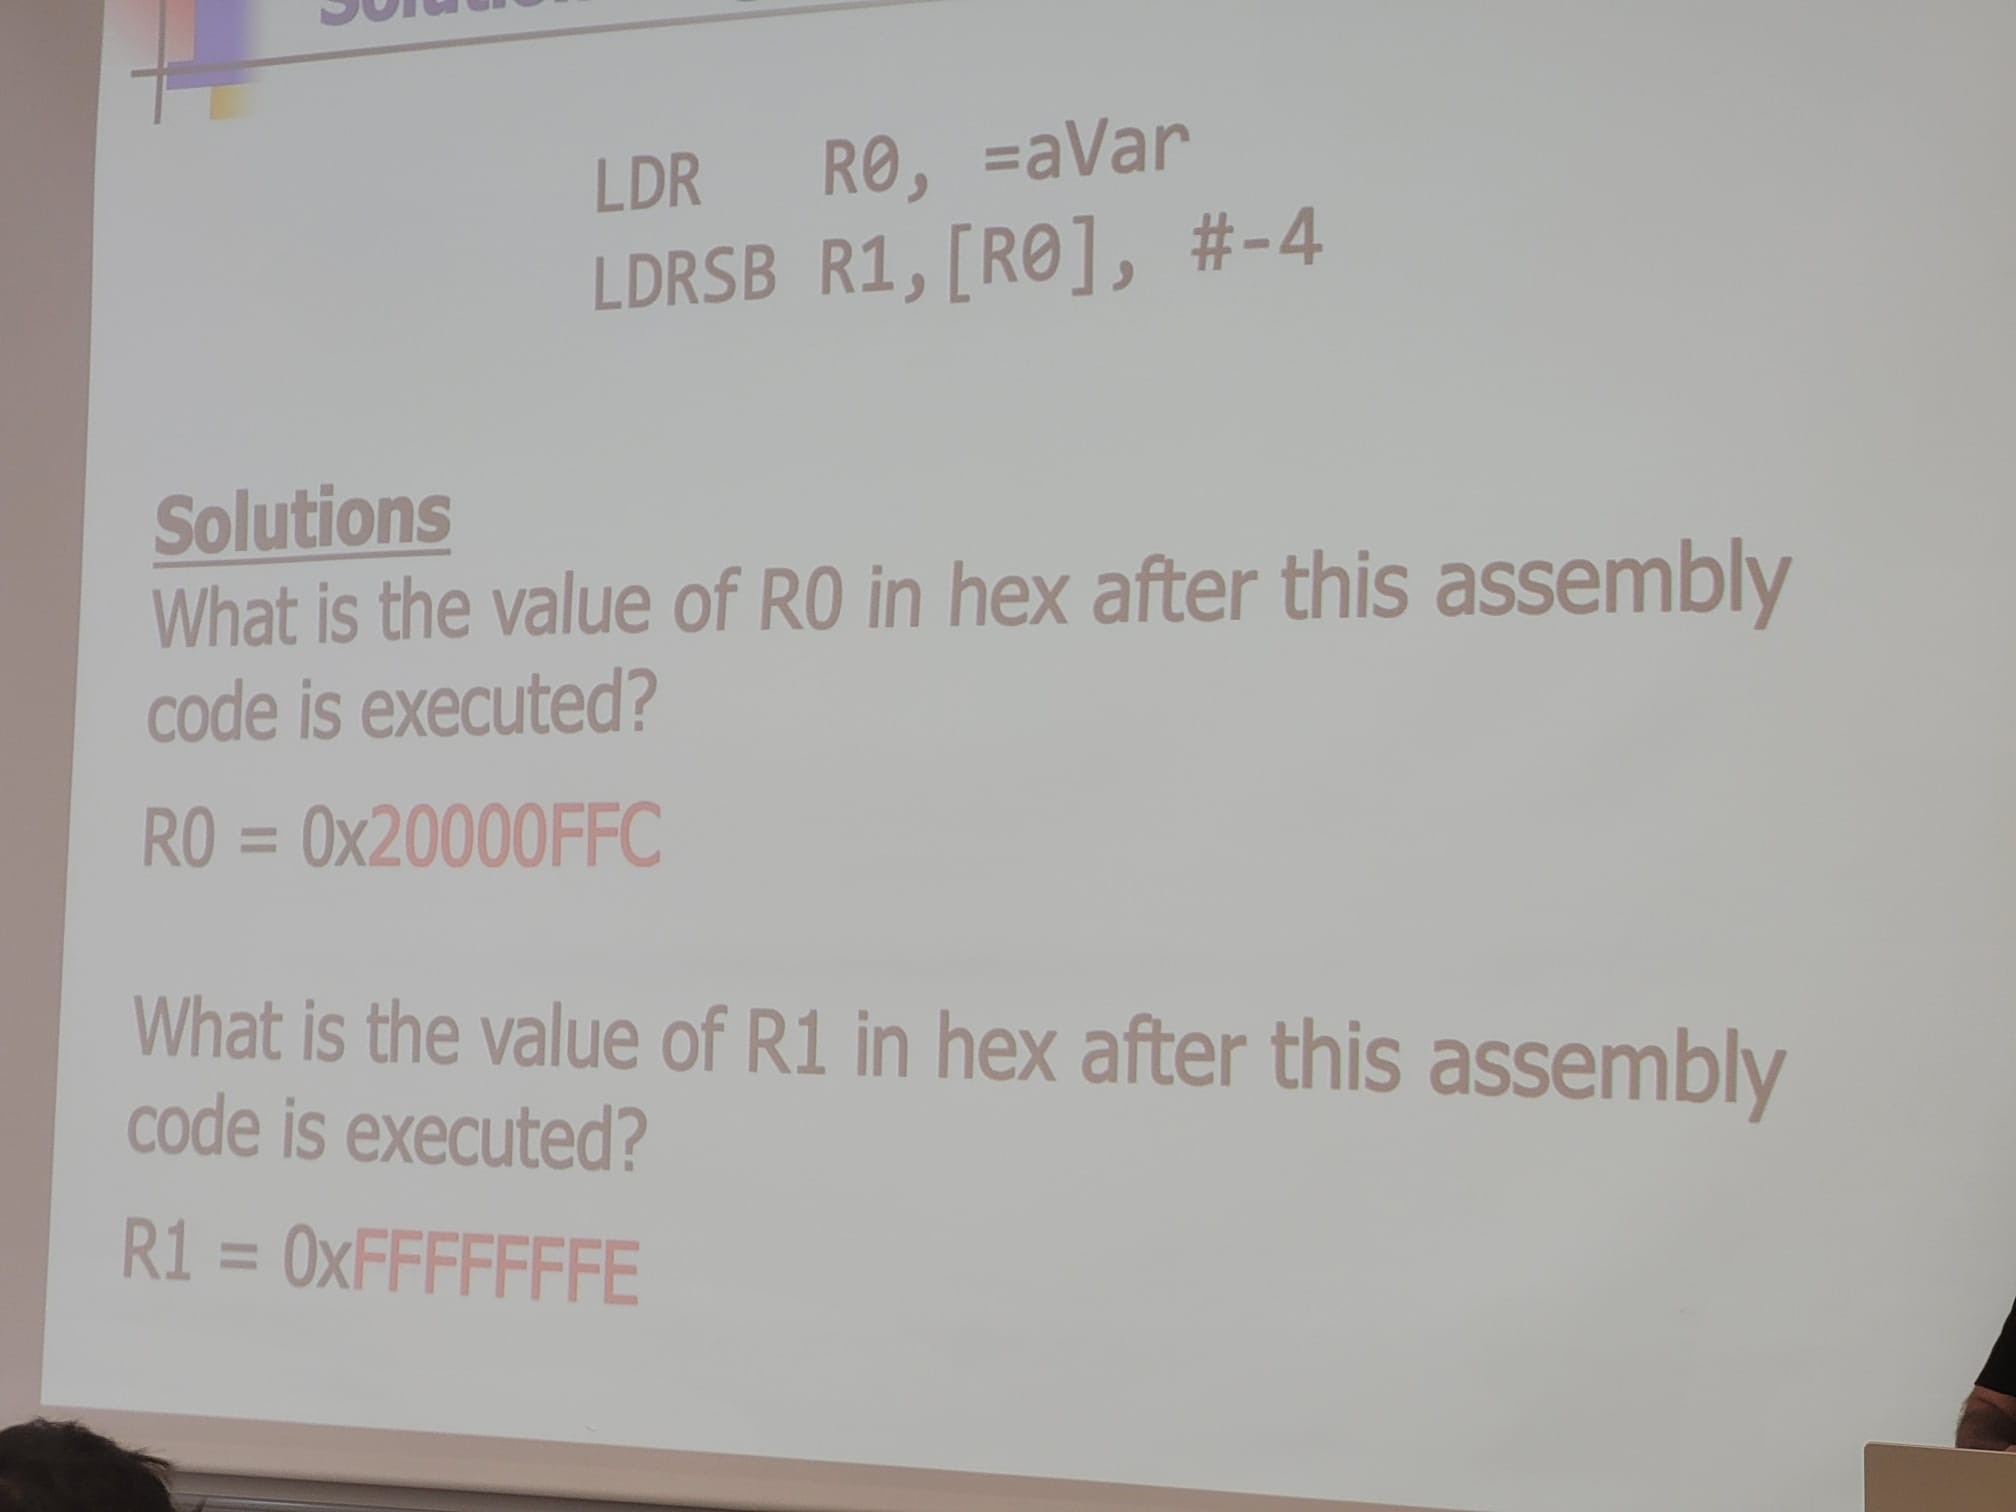 LDR R0, =aVar
LDRSB R1,[R0], #-4
Solutions
What is the value of R0 in hex after this assembly
code is executed?
R0 = 0x20000FFC
What is the value of R1 in hex after this assembly
code is executed?
R1 = 0xFFFFFFFE